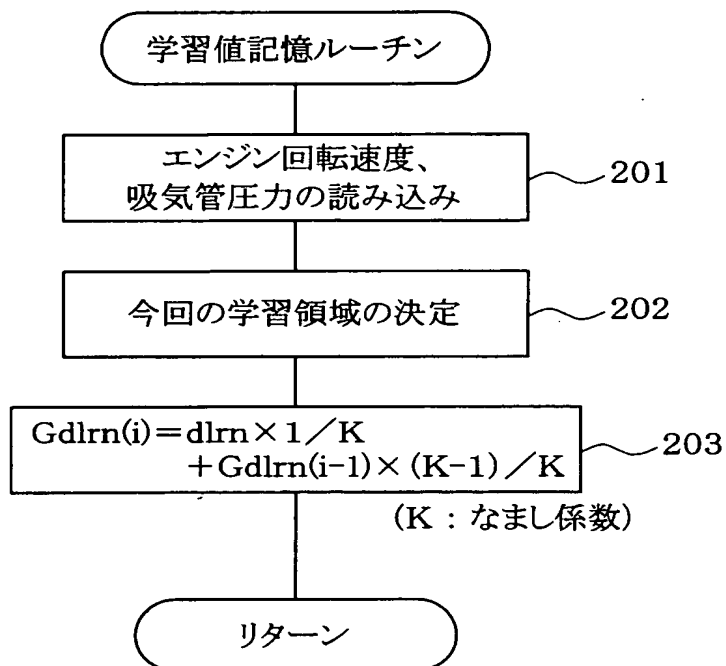 学習値記憶ルーチン
エンジン回転速度、
吸気管圧力の読み込み
201
今回の学習領域の決定
202
Gdlrn(i)=dlrn×1／K
+Gdlrn(i-1)×(K-1)／K
203
(K : なまし係数)
リターン